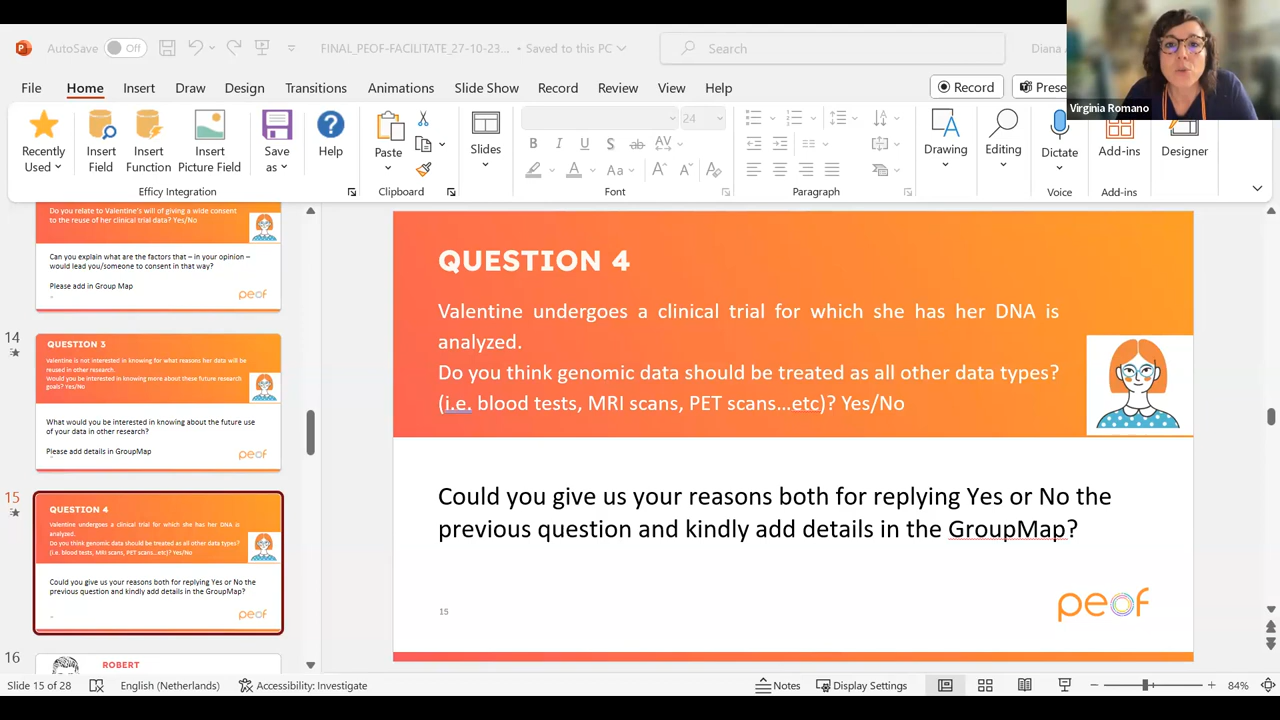 AutoSave Off FINAL_PEOF-FACILITATE_27-10-23... • Saved to this PC Search Diana
File Home Insert Draw Design Transitions Animations Slide Show Record Review View Help Record Prese
Virginia Romano
Recently Used
Insert Field
Insert Function
Insert Picture Field
Save as
Help
Paste
Slides
24
B I U S ab AV
A Aa A A A
Drawing
Editing
Dictate
Add-ins
Designer
Efficy Integration Clipboard Font Paragraph Voice Add-ins
Do you relate to Valentine's will of giving a wide consent
to the reuse of her clinical trial data? Yes/No
Can you explain what are the factors that – in your opinion –
would lead you/someone to consent in that way?
Please add in Group Map
peof
14
QUESTION 3
Valentine is not interested in knowing for what reasons her data will be
reused in other research.
Would you be interested in knowing more about these future research
goals? Yes/No
What would you be interested in knowing about the future use
of your data in other research?
Please add details in GroupMap
peof
15
QUESTION 4
Valentine undergoes a clinical trial for which she has her DNA is
analyzed.
Do you think genomic data should be treated as all other data types?
(i.e. blood tests, MRI scans, PET scans...etc)? Yes/No
Could you give us your reasons both for replying Yes or No the
previous question and kindly add details in the GroupMap?
peof
16
ROBERT
QUESTION 4
Valentine undergoes a clinical trial for which she has her DNA is
analyzed.
Do you think genomic data should be treated as all other data types?
(i.e. blood tests, MRI scans, PET scans...etc)? Yes/No
Could you give us your reasons both for replying Yes or No the
previous question and kindly add details in the GroupMap?
15
peof
Slide 15 of 28 English (Netherlands) Accessibility: Investigate Notes Display Settings 84%